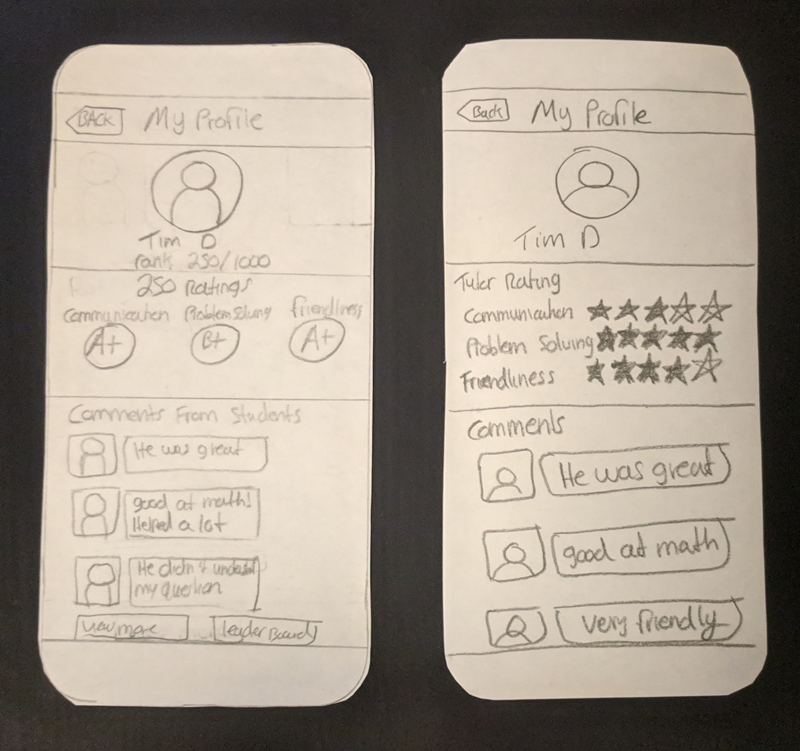 BACK My Profile
Tim D
rank 250/1000
250 Ratings
Communication Problem Solving friendliness
A+ B+ A+
Comments From Students
He was great
good at math!
Helped a lot
He didn't understand
my question
View more leader Board
Back My Profile
Tim D
Tutor Rating
Communication
Problem Solving
Friendliness
Comments
He was great
good at math
very friendly